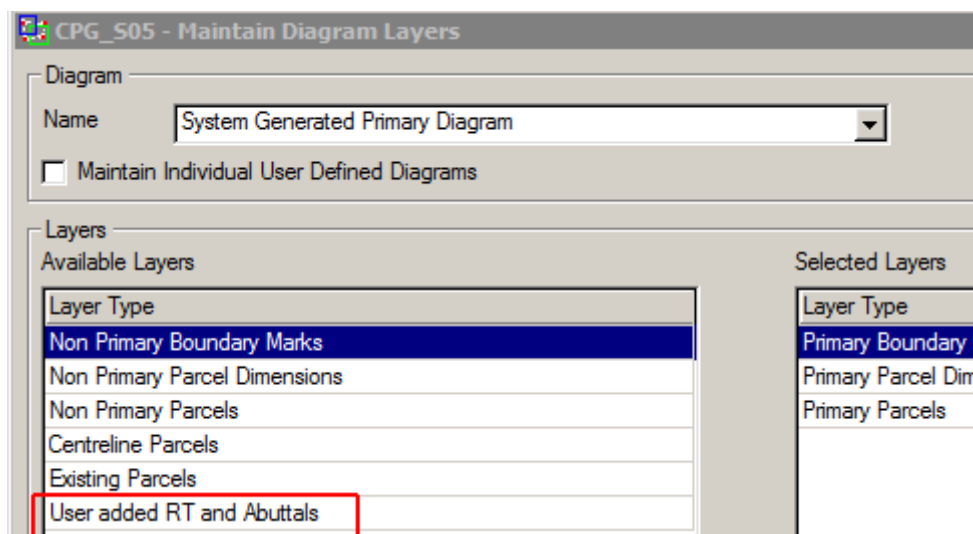 CPG_S05 - Maintain Diagram Layers
Diagram
Name System Generated Primary Diagram
Maintain Individual User Defined Diagrams
Layers
Available Layers Selected Layers
Layer Type Layer Type
Non Primary Boundary Marks Primary Boundary
Non Primary Parcel Dimensions Primary Parcel Dim
Non Primary Parcels Primary Parcels
Centreline Parcels
Existing Parcels
User added RT and Abuttals